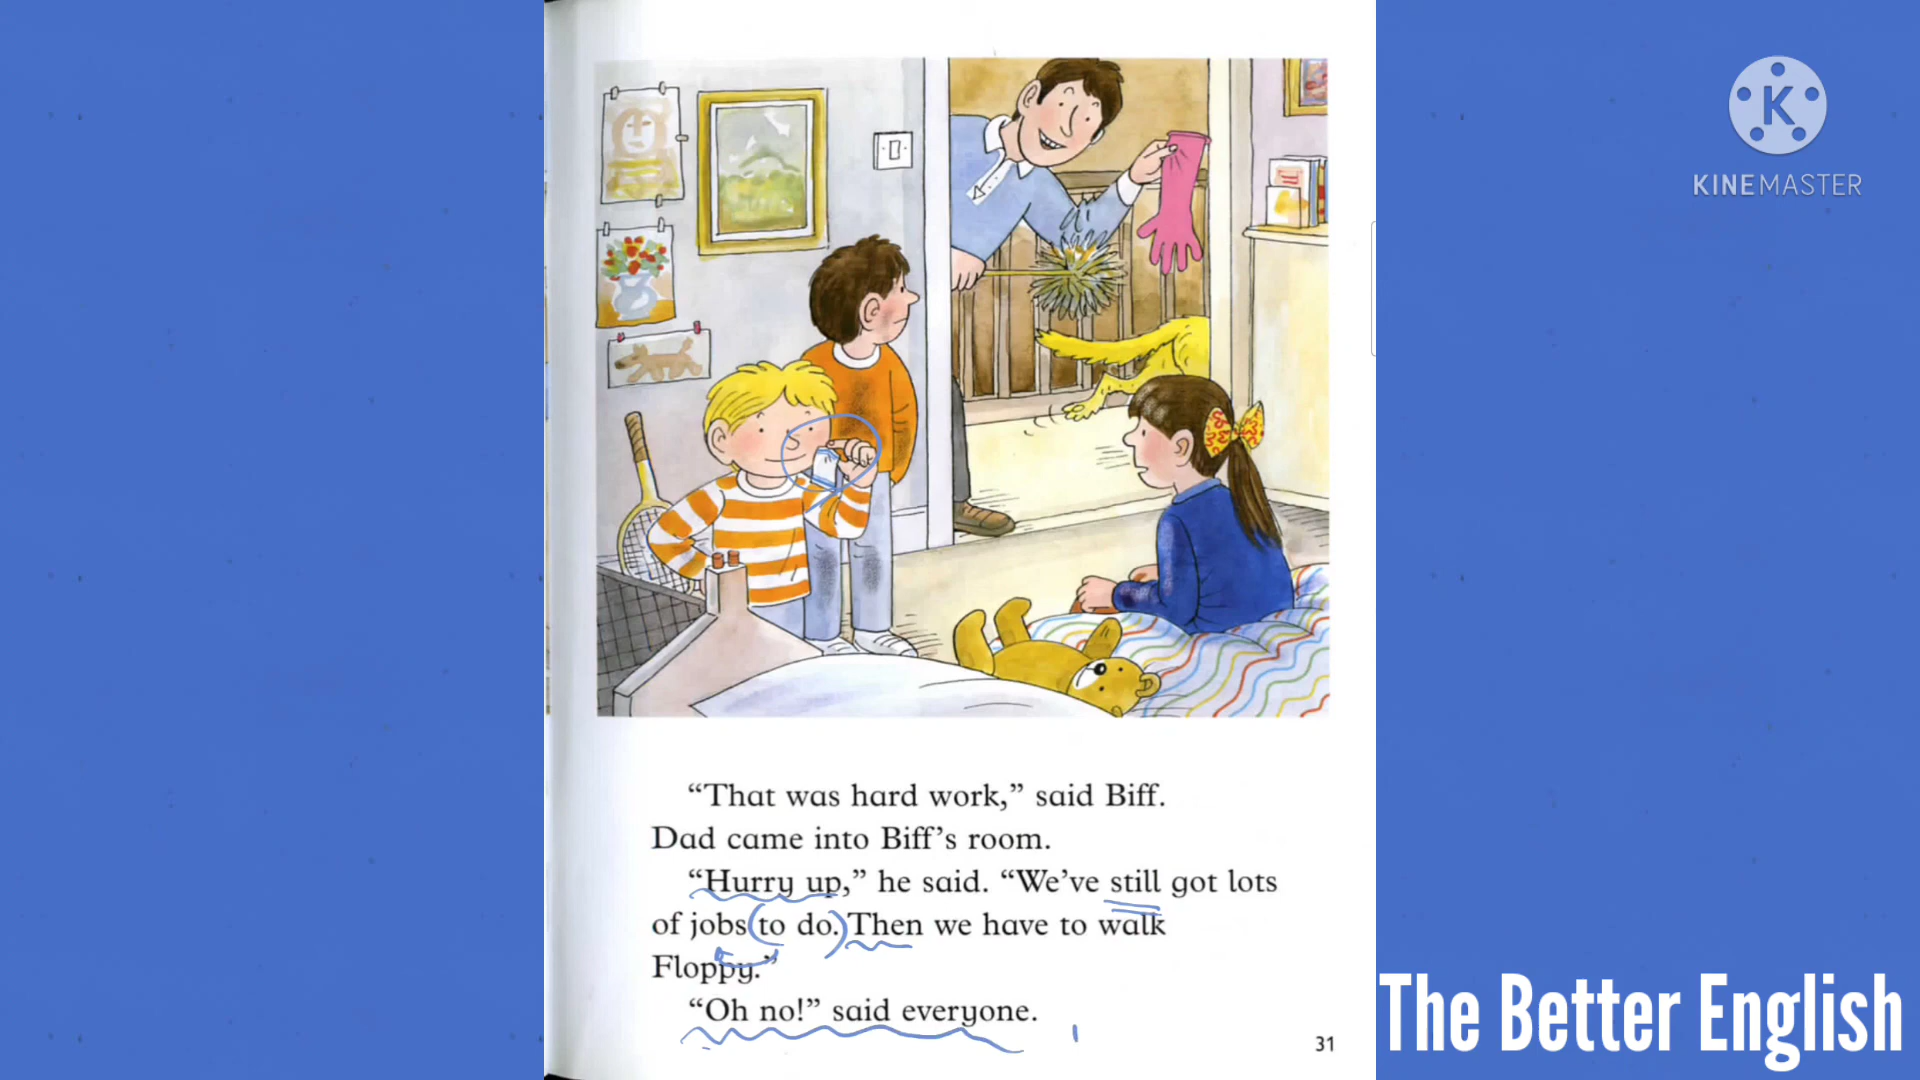 K
KINEMASTER
“That was hard work,” said Biff.
Dad came into Biff’s room.
“Hurry up,” he said. “We’ve still got lots
of jobs (to do.) Then we have to walk
Floppy.”
“Oh no!” said everyone.
31
The Better English